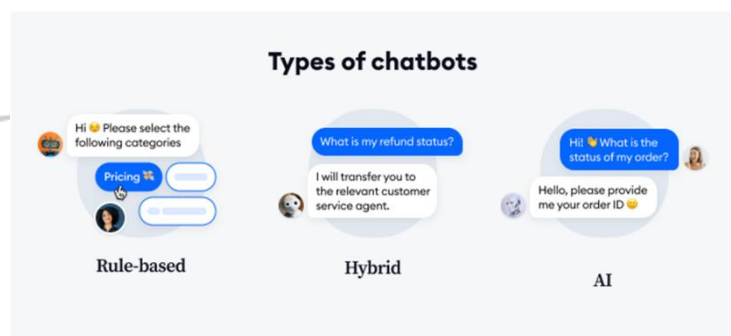 Types of chatbots
Hi 😉 Please select the
following categories
Pricing 💸
Rule-based
What is my refund status?
I will transfer you to
the relevant customer
service agent.
Hybrid
Hi! 👋 What is the
status of my order?
Hello, please provide
me your order ID 😊
AI